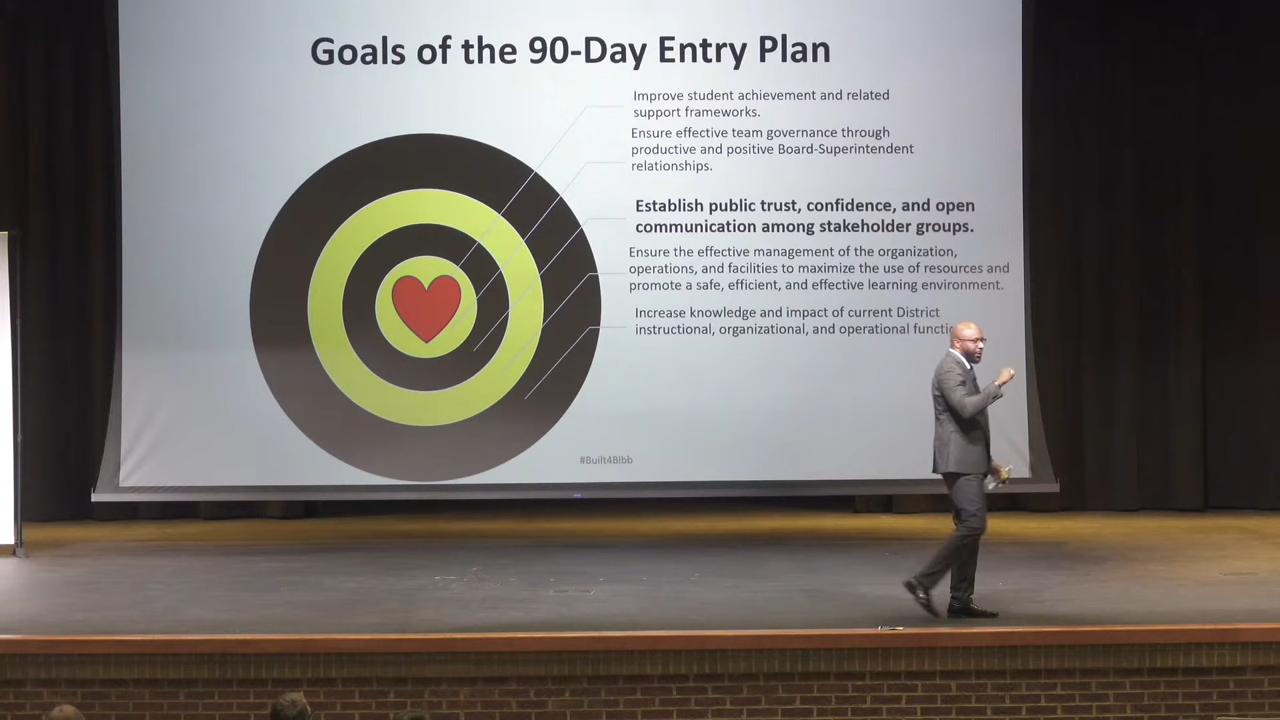 Goals of the 90-Day Entry Plan
Improve student achievement and related
support frameworks.
Ensure effective team governance through
productive and positive Board-Superintendent
relationships.
Establish public trust, confidence, and open
communication among stakeholder groups.
Ensure the effective management of the organization,
operations, and facilities to maximize the use of resources and
promote a safe, efficient, and effective learning environment.
Increase knowledge and impact of current District
instructional, organizational, and operational
#Built4Bibb